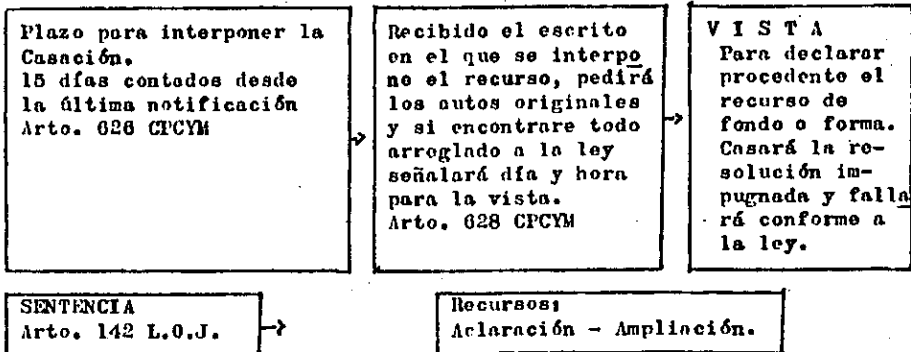 Plazo para interponer la
Casación.
15 días contados desde
la última notificación
Arto. 626 CPCYM
Recibido el escrito
en el que se interpo
ne el recurso, pedirá
los autos originales
y si encontrare todo
arreglado a la ley
señalará día y hora
para la vista.
Arto. 628 CPCYM
V I S T A
Para declarar
procedente el
recurso de
fondo o forma.
Casará la re-
solución im-
pugnada y falla
rá conforme a
la ley.
SENTENCIA
Arto. 142 L.O.J.
Recursos:
Aclaración - Ampliación.